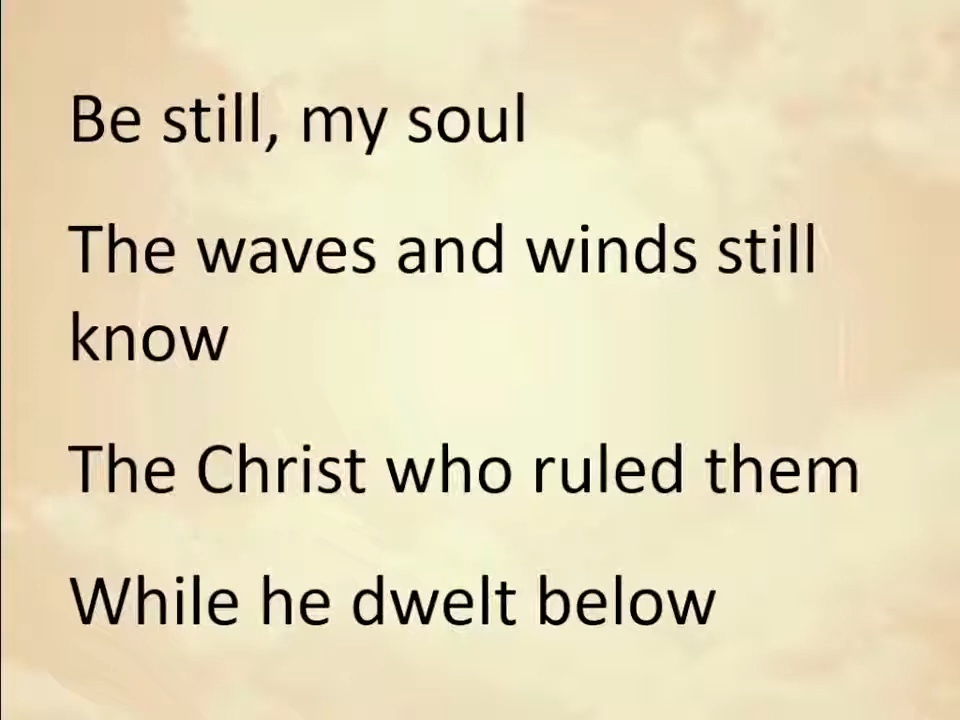 Be still, my soul
The waves and winds still
know
The Christ who ruled them
While he dwelt below